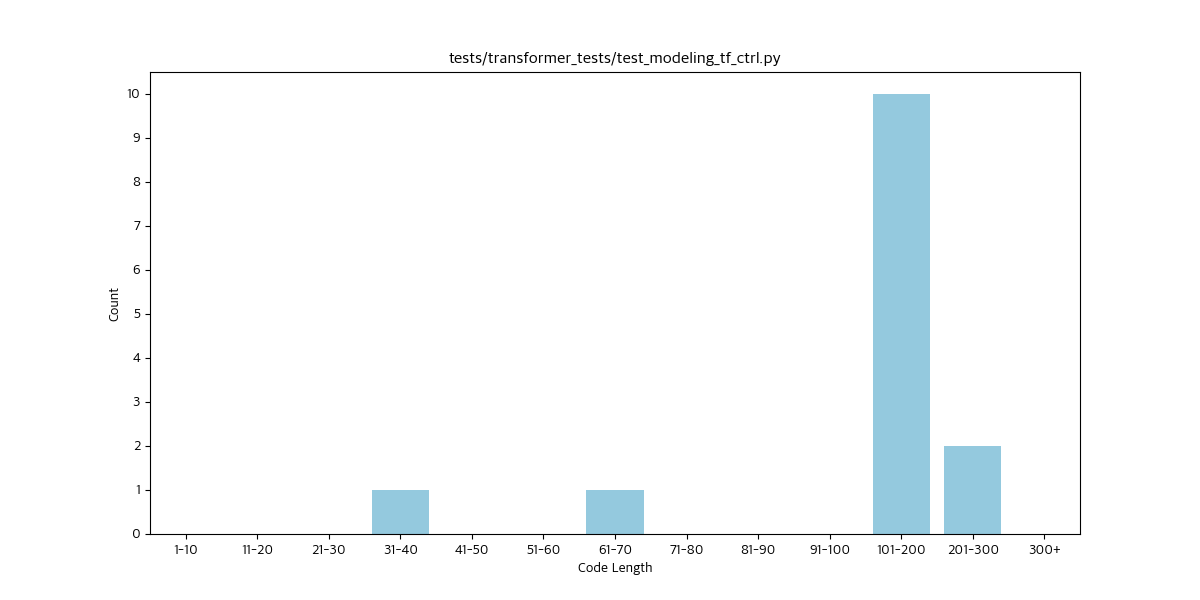 tests/transformer_tests/test_modeling_tf_ctrl.py
10
9
8
7
6
5
4
3
2
1
0
Count
1-10 11-20 21-30 31-40 41-50 51-60 61-70 71-80 81-90 91-100 101-200 201-300 300+
Code Length